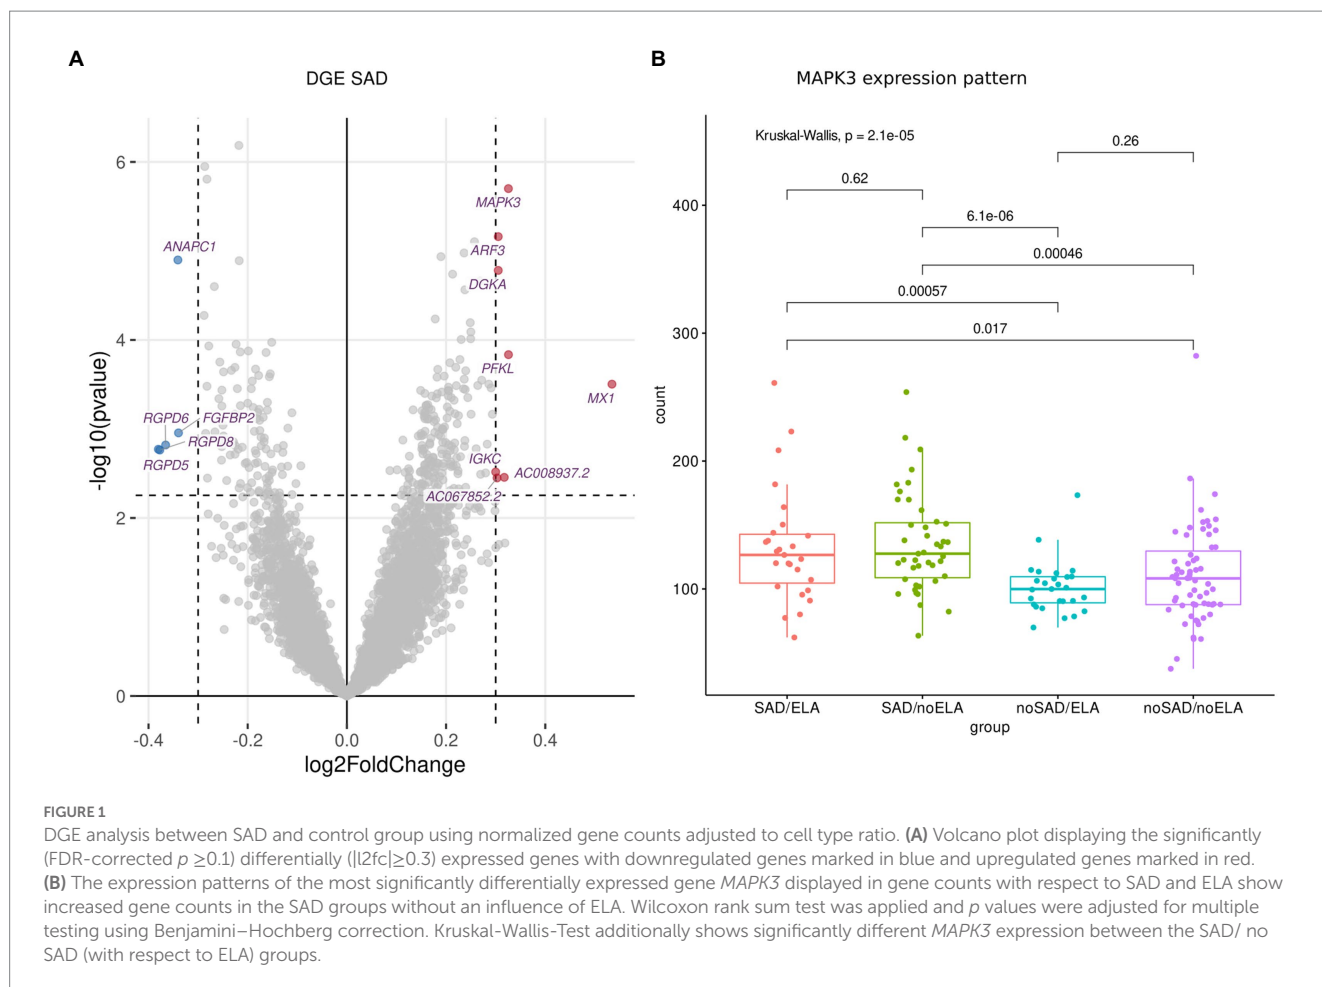 A
DGE SAD
-log10(pvalue)
6
4
2
0
MAPK3
ARF3
ANAPC1
DGKA
PFKL
MX1
RGPD6
FGFBP2
RGPD8
RGPD5
IGKC
AC008937.2
AC067852.2
-0.4
-0.2
0.0
0.2
0.4
log2FoldChange
B
MAPK3 expression pattern
Kruskal-Wallis, p = 2.1e-05
0.26
0.62
6.1e-06
0.00046
0.00057
0.017
count
400
300
200
100
SAD/ELA
SAD/noELA
noSAD/ELA
noSAD/noELA
group
FIGURE 1
DGE analysis between SAD and control group using normalized gene counts adjusted to cell type ratio. (A) Volcano plot displaying the significantly
(FDR-corrected p ≥0.1) differentially (|l2fc|≥0.3) expressed genes with downregulated genes marked in blue and upregulated genes marked in red.
(B) The expression patterns of the most significantly differentially expressed gene MAPK3 displayed in gene counts with respect to SAD and ELA show
increased gene counts in the SAD groups without an influence of ELA. Wilcoxon rank sum test was applied and p values were adjusted for multiple
testing using Benjamini–Hochberg correction. Kruskal-Wallis-Test additionally shows significantly different MAPK3 expression between the SAD/ no
SAD (with respect to ELA) groups.